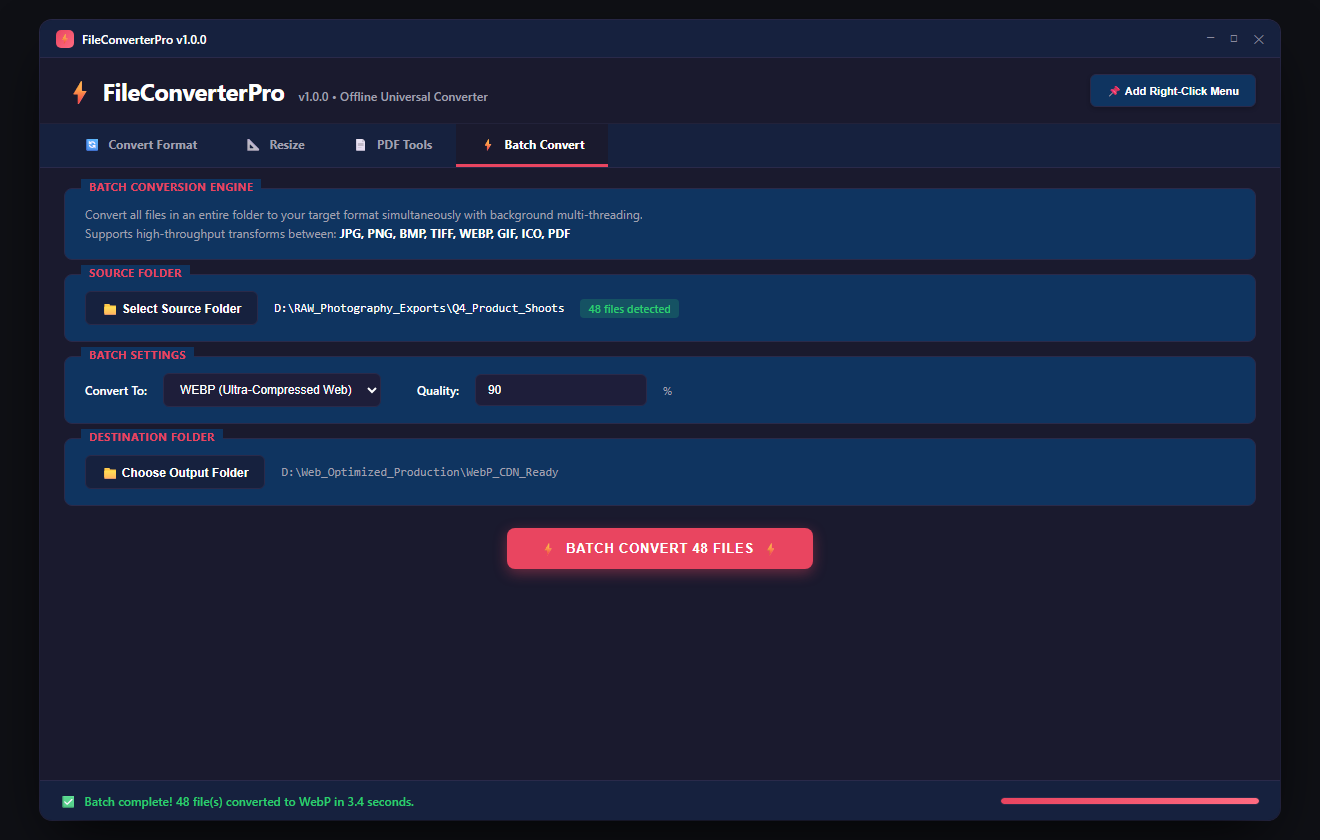 FileConverterPro v1.0.0
FileConverterPro v1.0.0 • Offline Universal Converter
Add Right-Click Menu
Convert Format Resize PDF Tools Batch Convert
BATCH CONVERSION ENGINE
Convert all files in an entire folder to your target format simultaneously with background multi-threading.
Supports high-throughput transforms between: JPG, PNG, BMP, TIFF, WEBP, GIF, ICO, PDF
SOURCE FOLDER
Select Source Folder D:\RAW_Photography_Exports\Q4_Product_Shoots 48 files detected
BATCH SETTINGS
Convert To: WEBP (Ultra-Compressed Web) Quality: 90 %
DESTINATION FOLDER
Choose Output Folder D:\Web_Optimized_Production\WebP_CDN_Ready
BATCH CONVERT 48 FILES
Batch complete! 48 file(s) converted to WebP in 3.4 seconds.